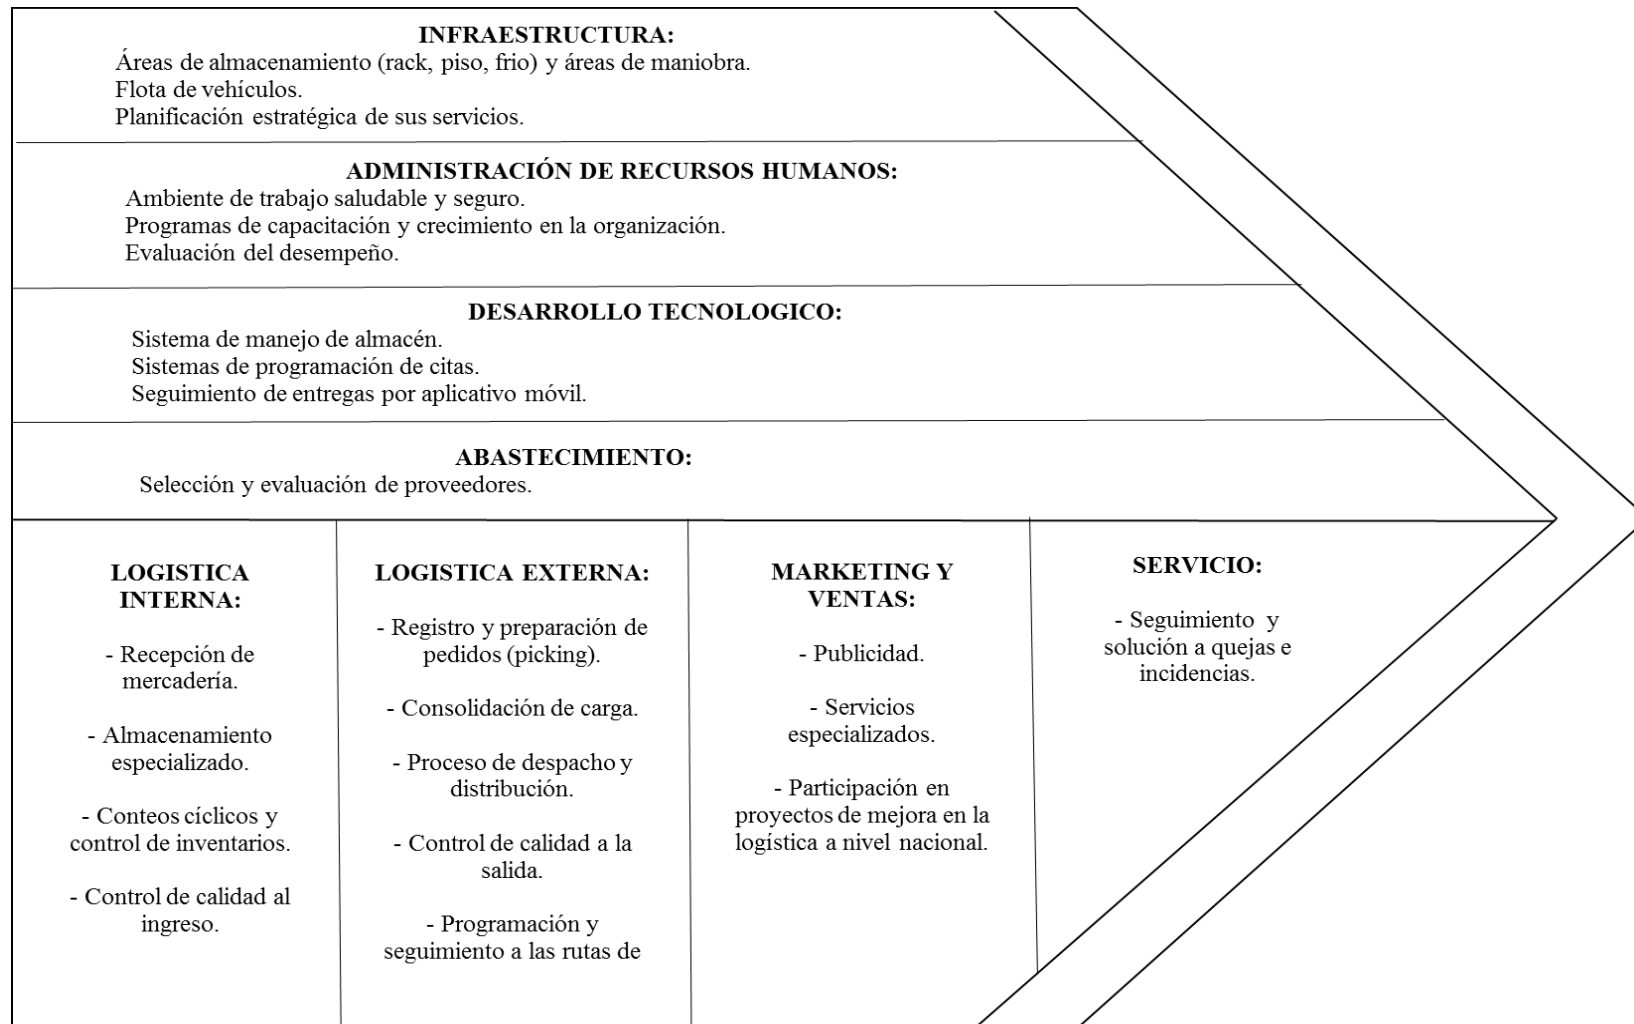 INFRAESTRUCTURA:
Áreas de almacenamiento (rack, piso, frio) y áreas de maniobra.
Flota de vehículos.
Planificación estratégica de sus servicios.
ADMINISTRACIÓN DE RECURSOS HUMANOS:
Ambiente de trabajo saludable y seguro.
Programas de capacitación y crecimiento en la organización.
Evaluación del desempeño.
DESARROLLO TECNOLOGICO:
Sistema de manejo de almacén.
Sistemas de programación de citas.
Seguimiento de entregas por aplicativo móvil.
ABASTECIMIENTO:
Selección y evaluación de proveedores.
LOGISTICA
INTERNA:
- Recepción de
mercadería.
- Almacenamiento
especializado.
- Conteos cíclicos y
control de inventarios.
- Control de calidad al
ingreso.
LOGISTICA EXTERNA:
- Registro y preparación de
pedidos (picking).
- Consolidación de carga.
- Proceso de despacho y
distribución.
- Control de calidad a la
salida.
- Programación y
seguimiento a las rutas de
MARKETING Y
VENTAS:
- Publicidad.
- Servicios
especializados.
- Participación en
proyectos de mejora en la
logística a nivel nacional.
SERVICIO:
- Seguimiento y
solución a quejas e
incidencias.